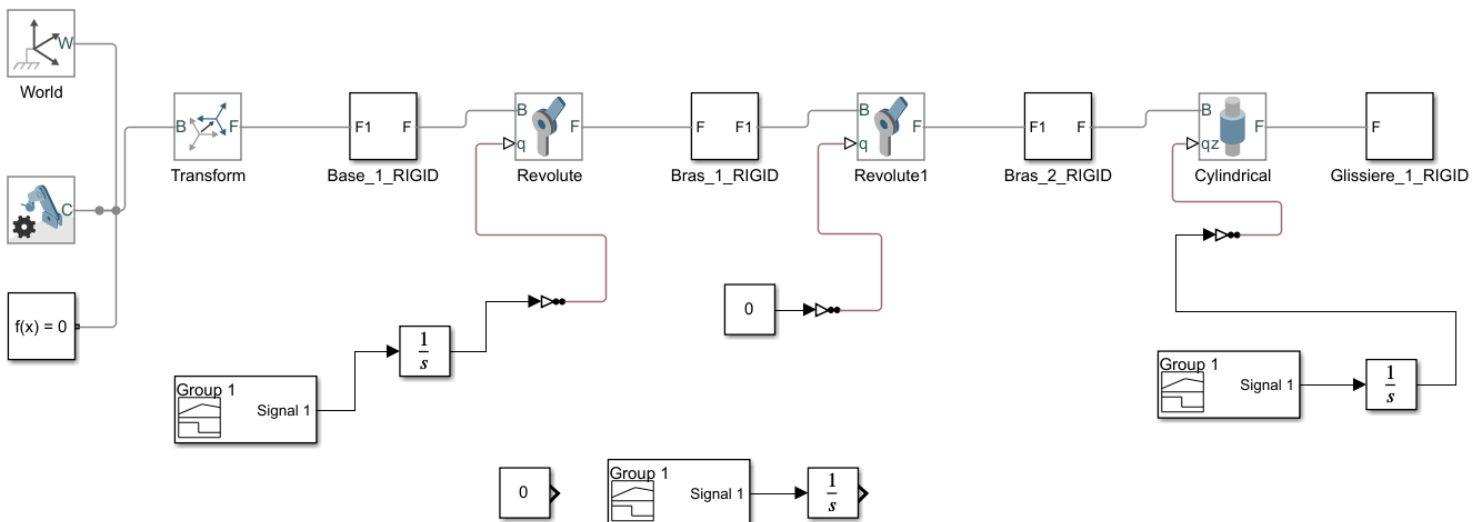 W
World
B
F
Transform
F1
F
Base_1_RIGID
B
q
F
Revolute
F
F1
Bras_1_RIGID
B
q
F
Revolute1
F1
F
Bras_2_RIGID
B
qz
F
Cylindrical
F
Glissiere_1_RIGID
C
f(x) = 0
Group 1
Signal 1
1
s
0
Group 1
Signal 1
1
s
0
Group 1
Signal 1
1
s